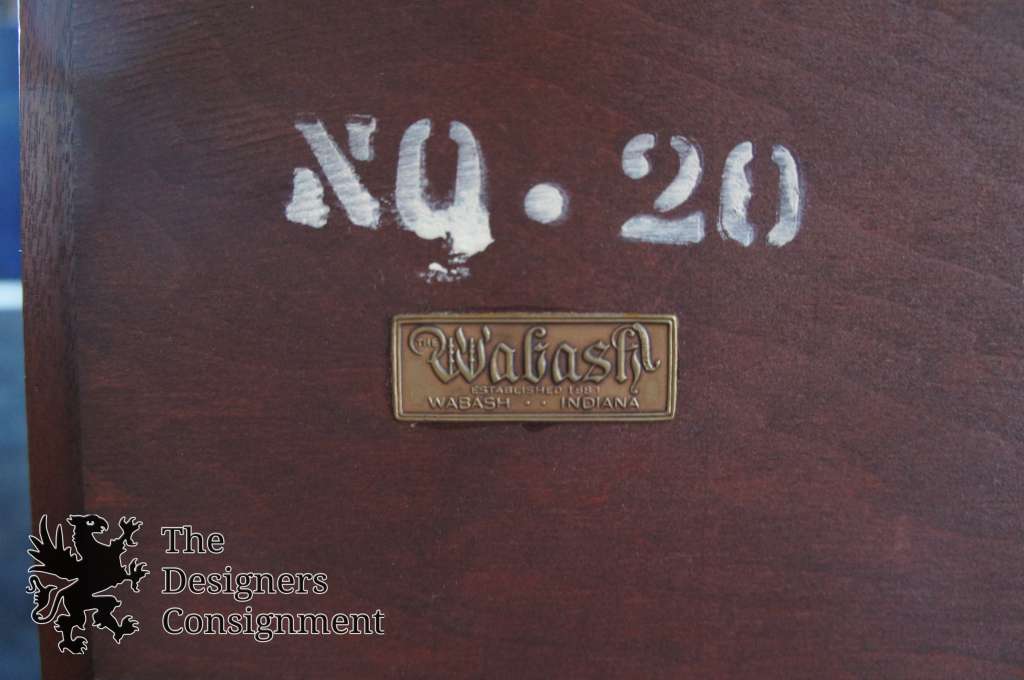 NO. 20
THE Wabash
ESTABLISHED 1881
WABASH · · INDIANA
The
Designers
Consignment